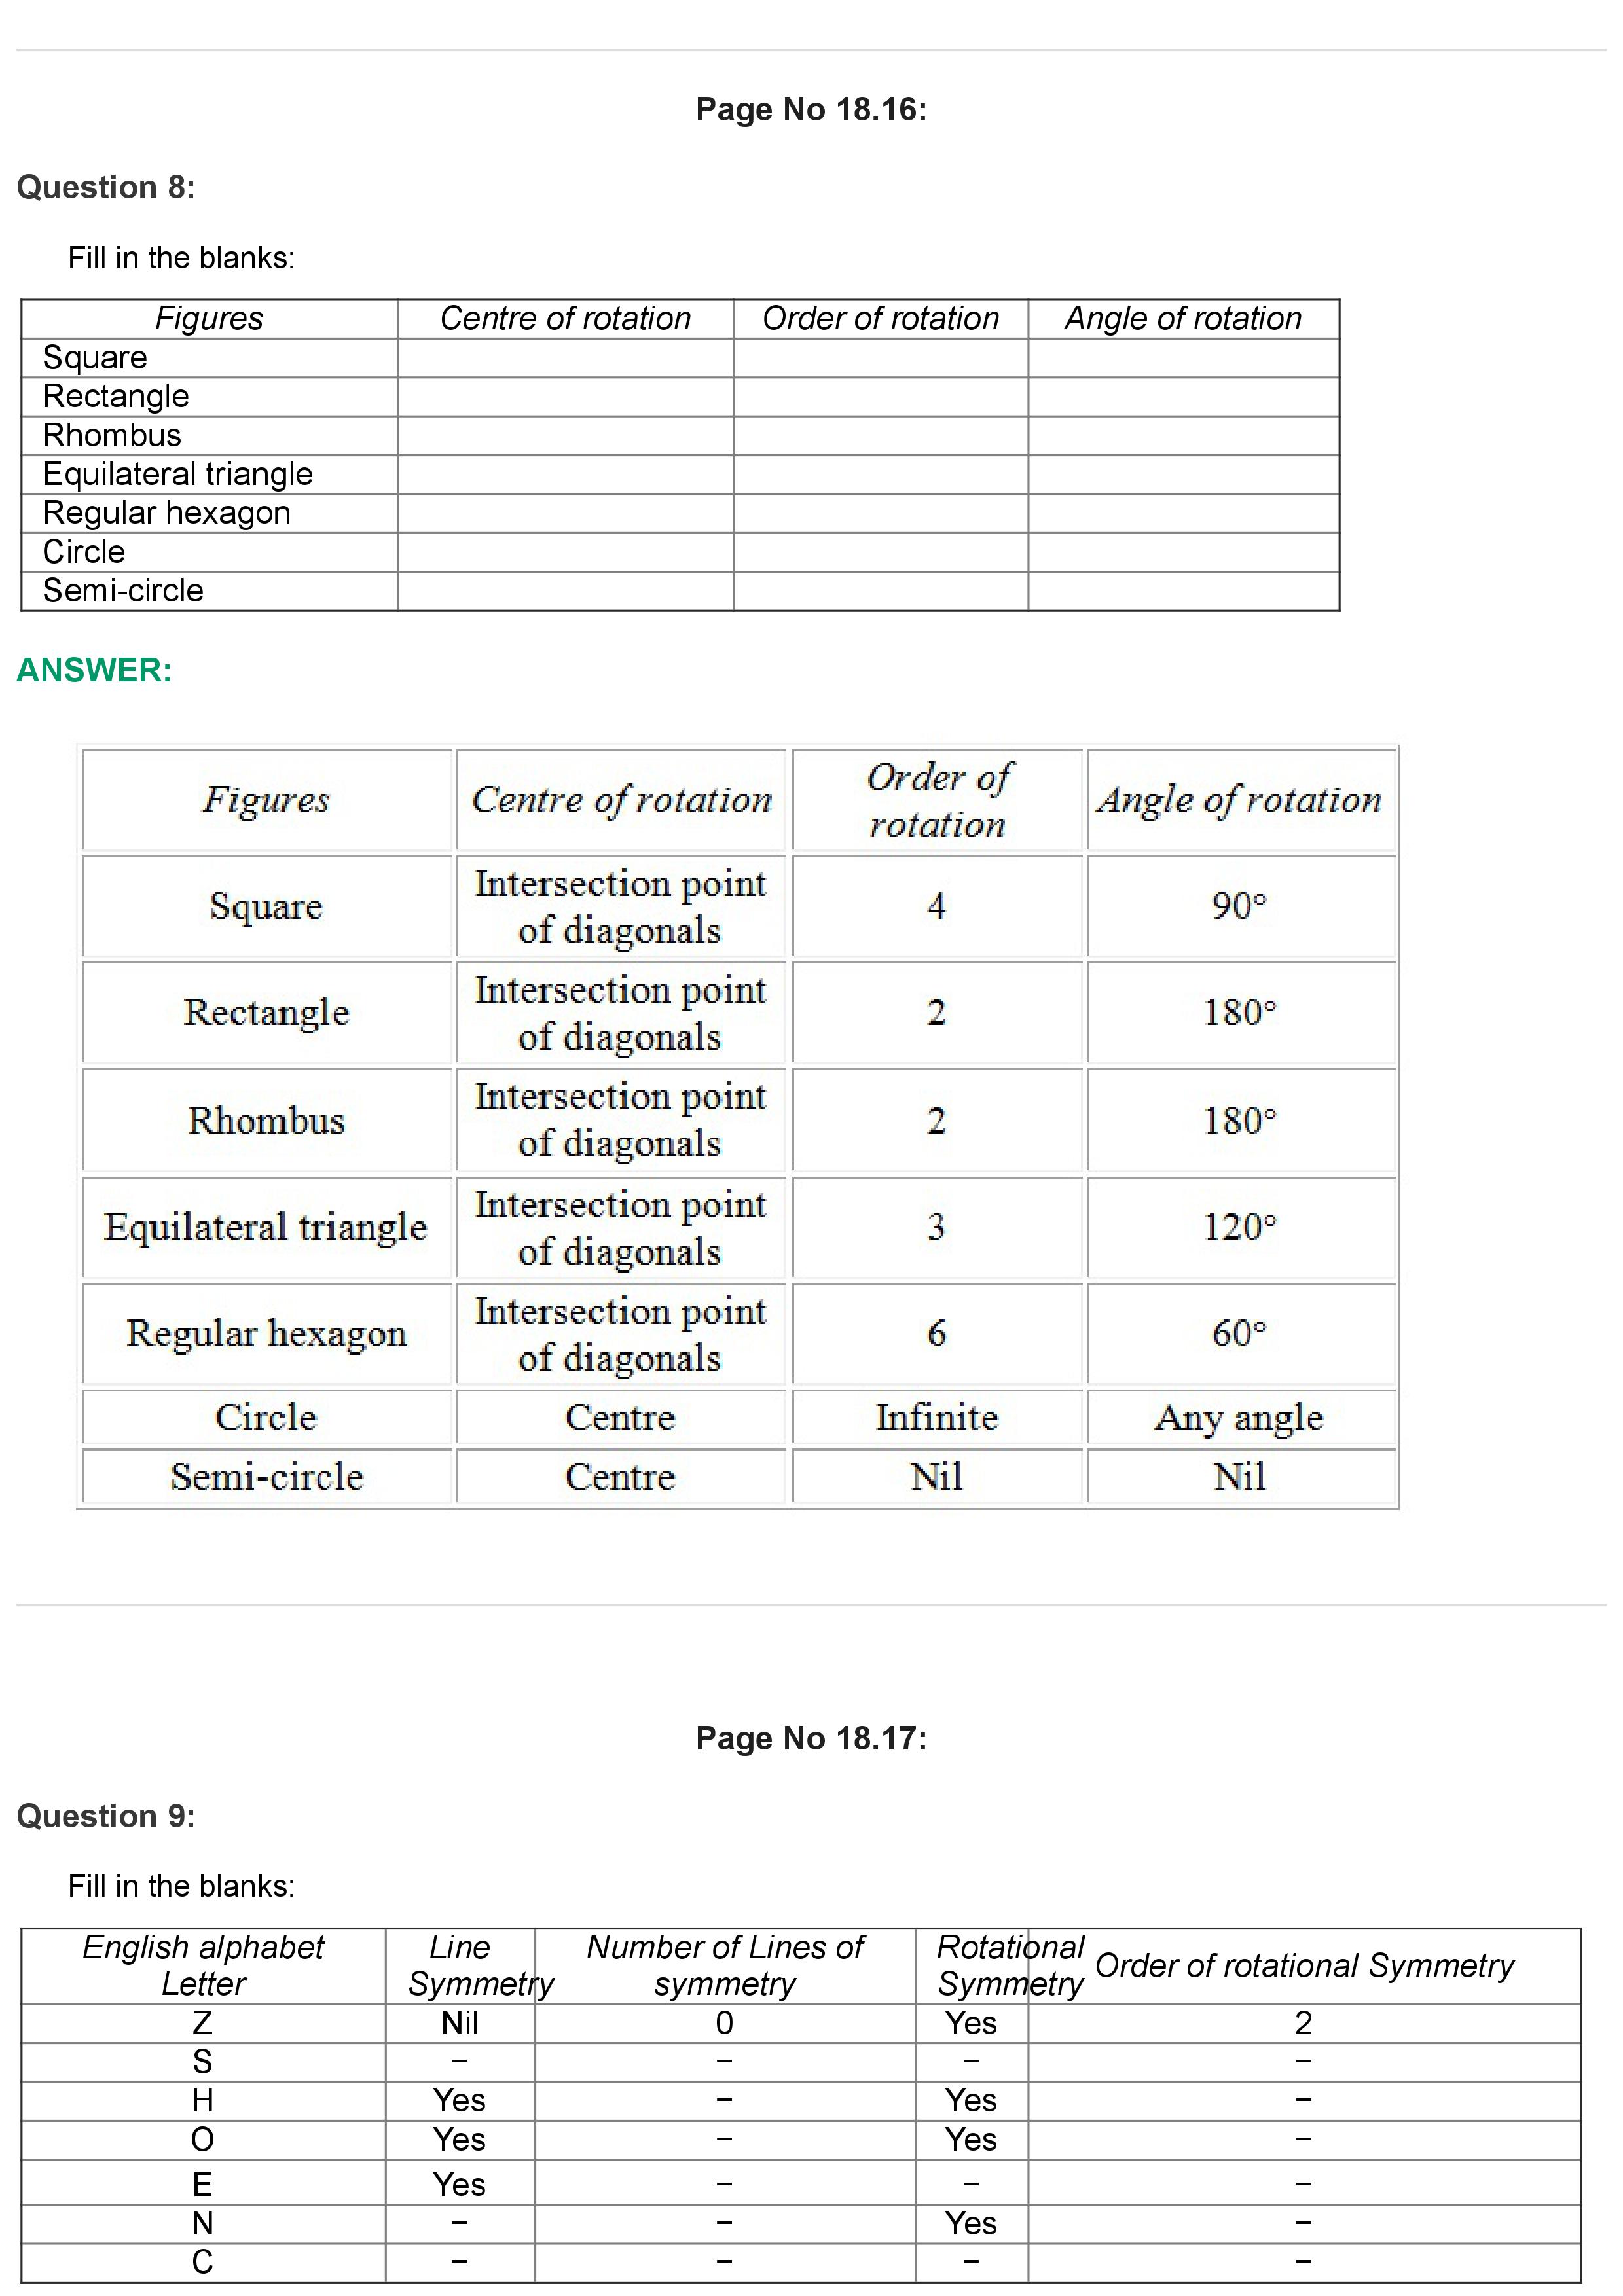 Page No 18.16:
Question 8:
Fill in the blanks:
Figures Centre of rotation Order of rotation Angle of rotation
Square
Rectangle
Rhombus
Equilateral triangle
Regular hexagon
Circle
Semi-circle
ANSWER:
Figures Centre of rotation Order of rotation Angle of rotation
Square Intersection point of diagonals 4 90°
Rectangle Intersection point of diagonals 2 180°
Rhombus Intersection point of diagonals 2 180°
Equilateral triangle Intersection point of diagonals 3 120°
Regular hexagon Intersection point of diagonals 6 60°
Circle Centre Infinite Any angle
Semi-circle Centre Nil Nil
Page No 18.17:
Question 9:
Fill in the blanks:
English alphabet Letter Line Symmetry Number of Lines of symmetry Rotational Symmetry Order of rotational Symmetry
Z Nil 0 Yes 2
S − − − −
H Yes − Yes −
O Yes − Yes −
E Yes − − −
N − − Yes −
C − − − −